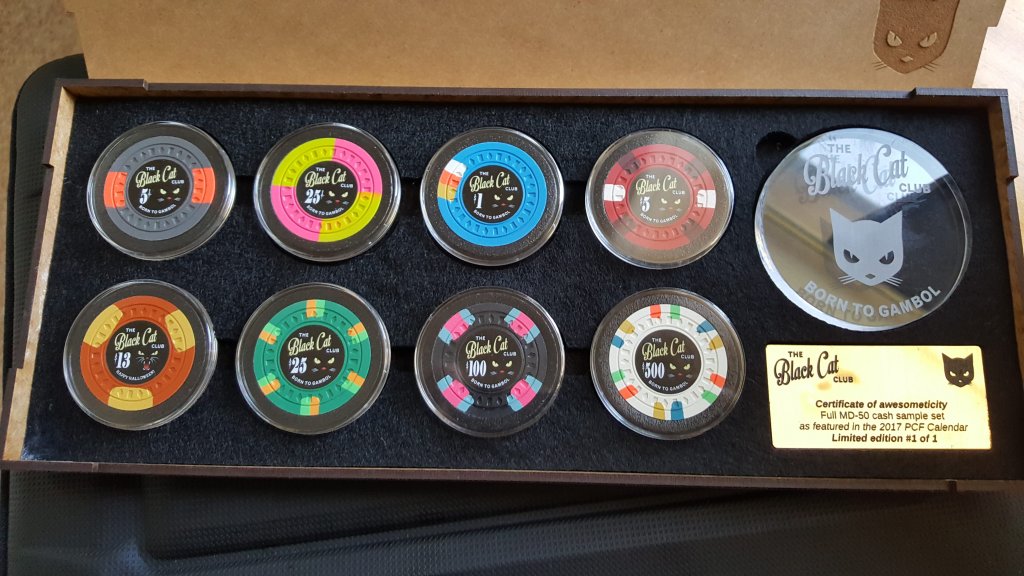 THE
Black Cat
CLUB
5¢
BORN TO GAMBOL
THE
Black Cat
CLUB
25¢
BORN TO GAMBOL
THE
Black Cat
CLUB
$1
BORN TO GAMBOL
THE
Black Cat
CLUB
$5
BORN TO GAMBOL
THE
Black Cat
CLUB
BORN TO GAMBOL
THE
Black Cat
CLUB
$13
HAPPY HALLOWEEN!
THE
Black Cat
CLUB
$25
BORN TO GAMBOL
THE
Black Cat
CLUB
$100
BORN TO GAMBOL
THE
Black Cat
CLUB
$500
BORN TO GAMBOL
THE
Black Cat
CLUB
Certificate of awesometicity
Full MD-50 cash sample set
as featured in the 2017 PCF Calendar
Limited edition #1 of 1